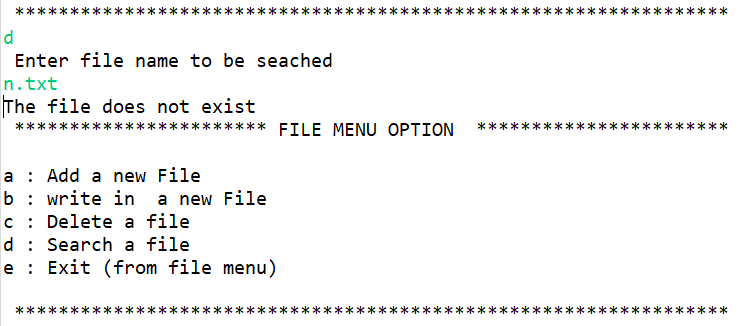 *****************************************************************
d
Enter file name to be seached
n.txt
The file does not exist
*********************** FILE MENU OPTION ***********************
a : Add a new File
b : write in  a new File
c : Delete a file
d : Search a file
e : Exit (from file menu)
*****************************************************************